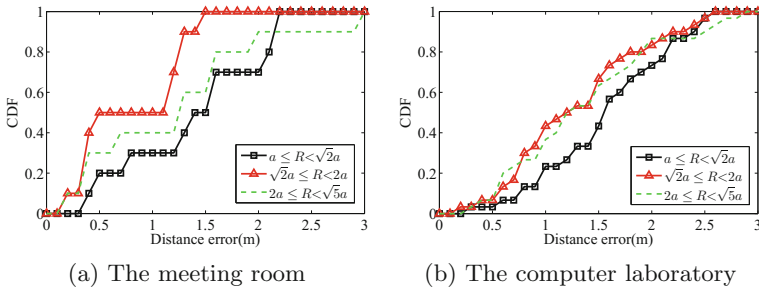 1
0.8
0.6
0.4
0.2
0
CDF
0 0.5 1 1.5 2 2.5 3
Distance error(m)
a ≤ R<√2a
√2a ≤ R<2a
2a ≤ R<√5a
(a) The meeting room
1
0.8
0.6
0.4
0.2
0
CDF
0 0.5 1 1.5 2 2.5 3
Distance error(m)
a ≤ R<√2a
√2a ≤ R<2a
2a ≤ R<√5a
(b) The computer laboratory